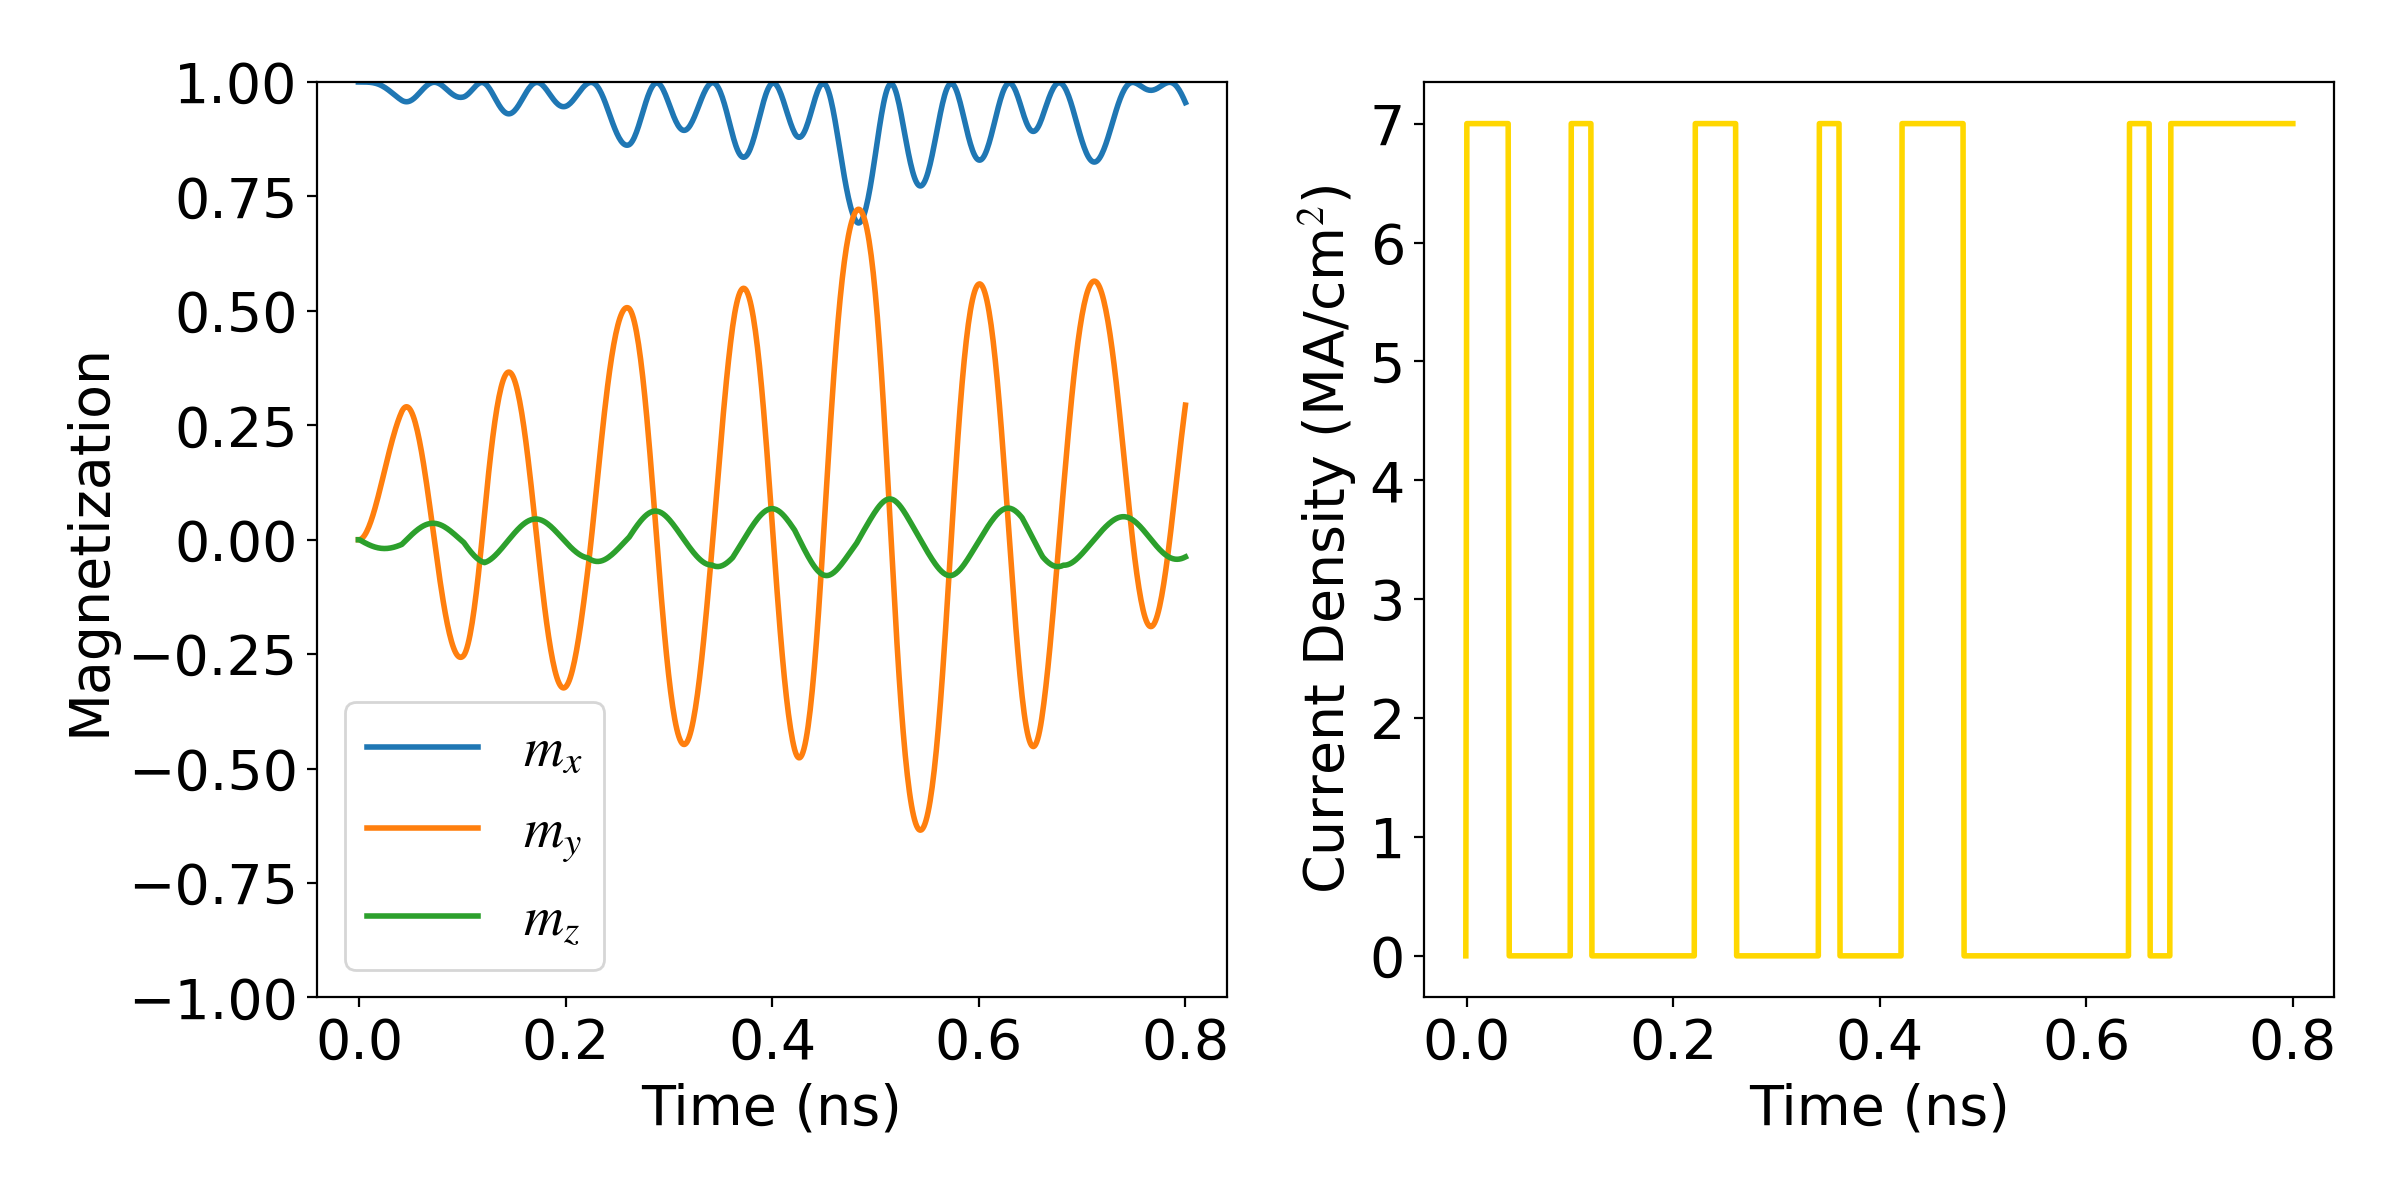 1.00
0.75
0.50
0.25
0.00
−0.25
−0.50
−0.75
−1.00
Magnetization
m_x
m_y
m_z
0.0 0.2 0.4 0.6 0.8
Time (ns)
7
6
5
4
3
2
1
0
Current Density (MA/cm²)
0.0 0.2 0.4 0.6 0.8
Time (ns)